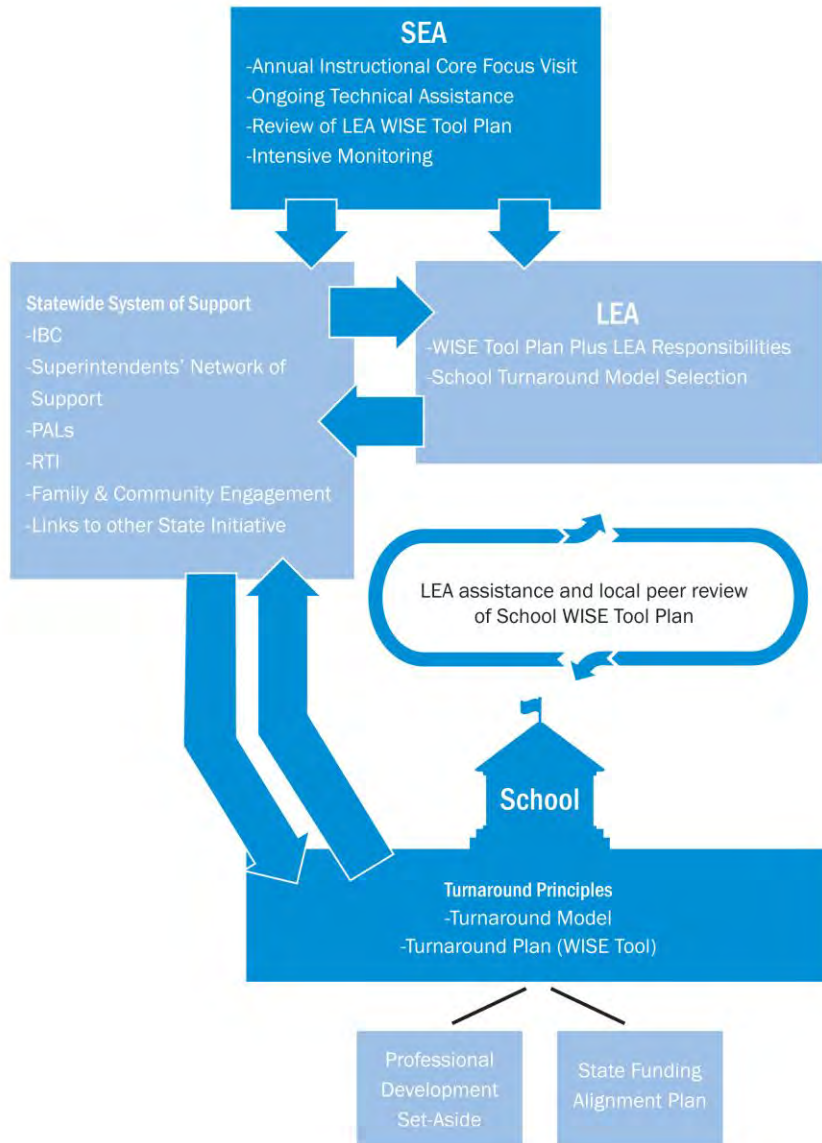 SEA
-Annual Instructional Core Focus Visit
-Ongoing Technical Assistance
-Review of LEA WISE Tool Plan
-Intensive Monitoring
Statewide System of Support
-IBC
-Superintendents' Network of
Support
-PALs
-RTI
-Family & Community Engagement
-Links to other State Initiative
LEA
-WISE Tool Plan Plus LEA Responsibilities
-School Turnaround Model Selection
LEA assistance and local peer review
of School WISE Tool Plan
School
Turnaround Principles
-Turnaround Model
-Turnaround Plan (WISE Tool)
Professional
Development
Set-Aside
State Funding
Alignment Plan